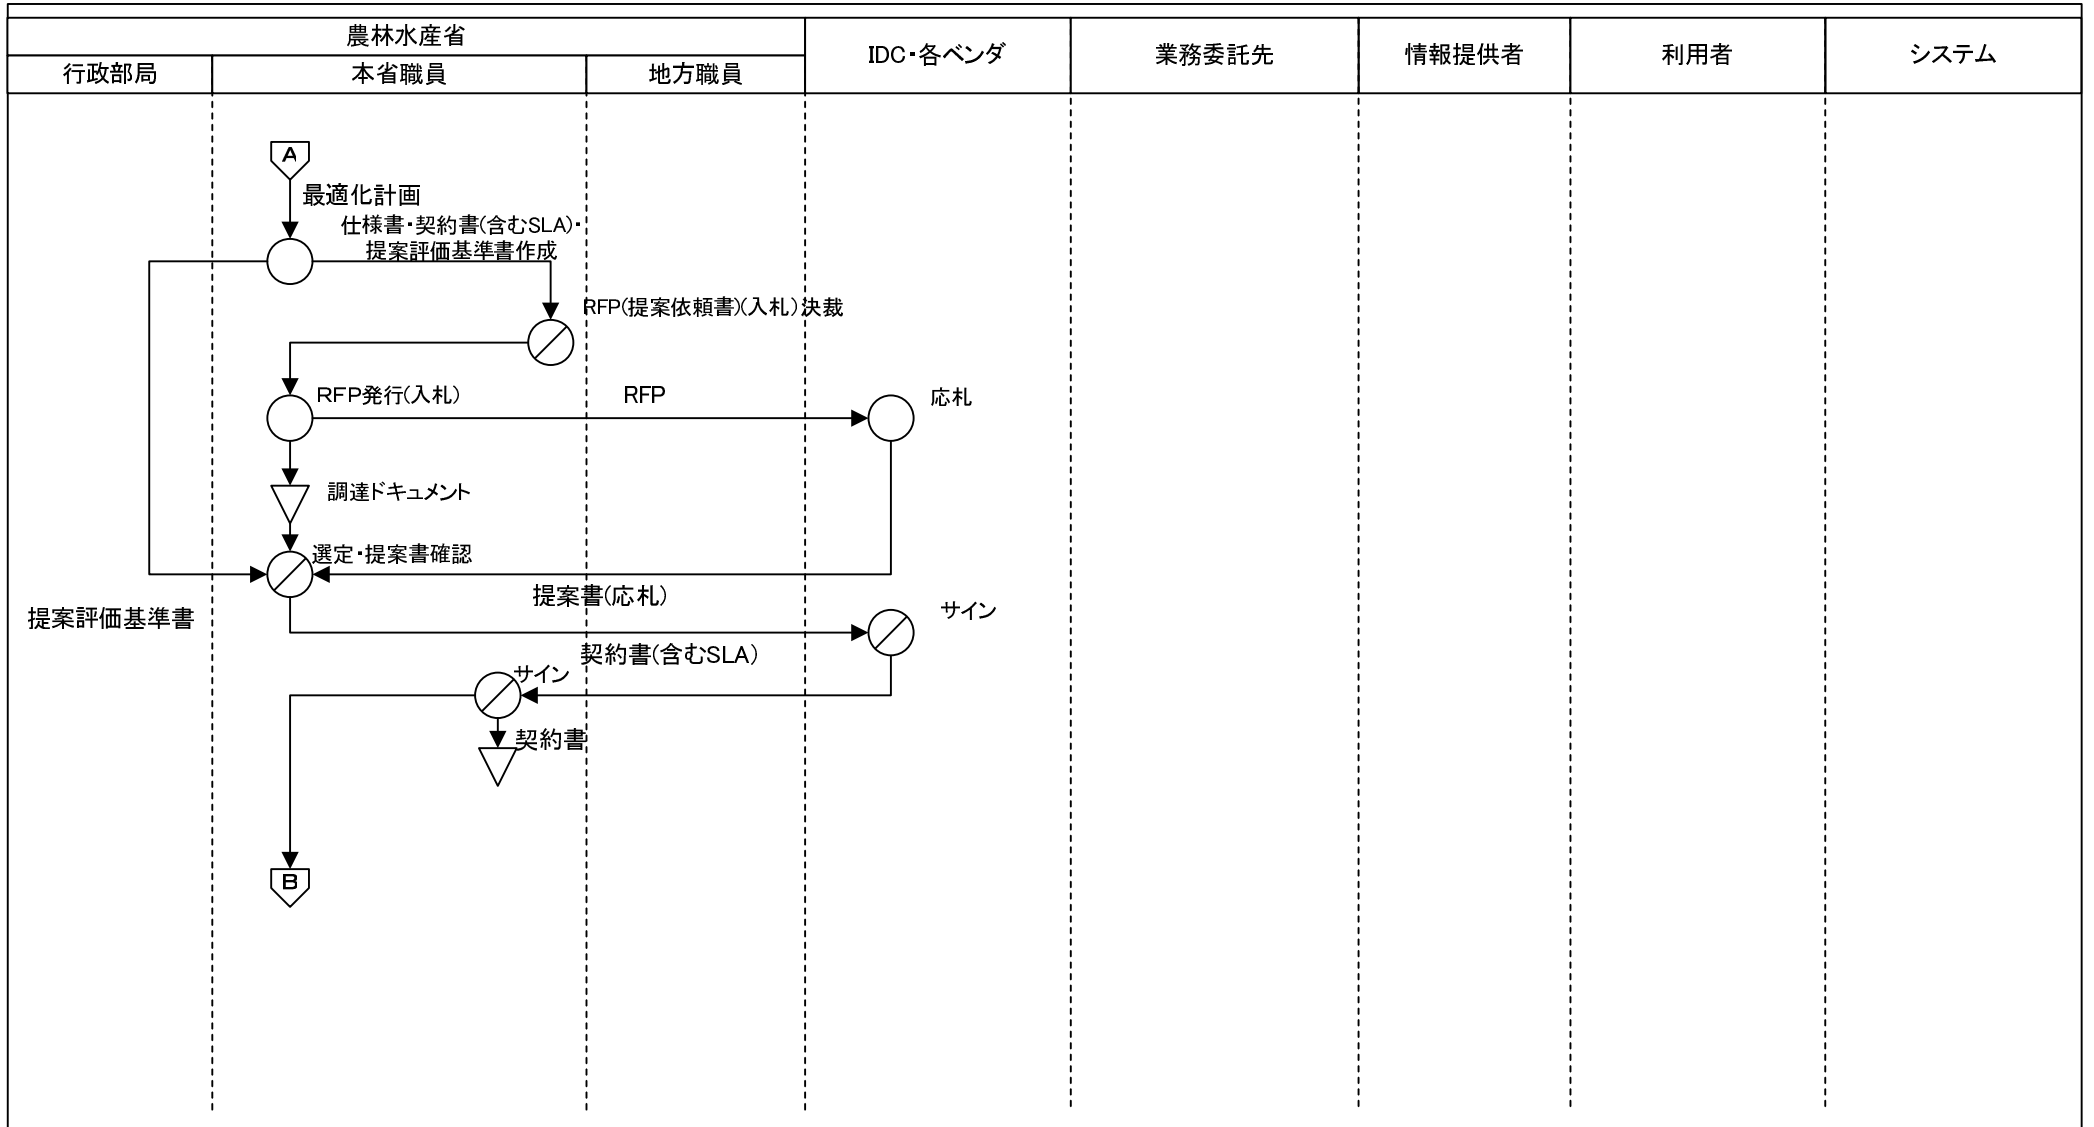 農林水産省
行政部局
本省職員
地方職員
IDC・各ベンダ
業務委託先
情報提供者
利用者
システム
A
最適化計画
仕様書・契約書(含むSLA)・
提案評価基準書作成
RFP(提案依頼書)(入札)決裁
RFP発行(入札)
RFP
応札
調達ドキュメント
選定・提案書確認
提案書(応札)
提案評価基準書
サイン
契約書(含むSLA)
サイン
契約書
B